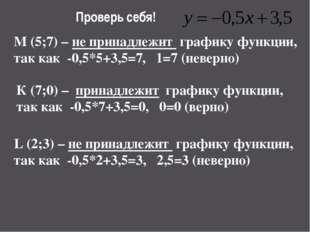 Проверь себя! y = −0,5x + 3,5
М (5;7) – не принадлежит графику функции,
так как -0,5*5+3,5=7, 1=7 (неверно)
К (7;0) – принадлежит графику функции,
так как -0,5*7+3,5=0, 0=0 (верно)
L (2;3) – не принадлежит графику функции,
так как -0,5*2+3,5=3, 2,5=3 (неверно)